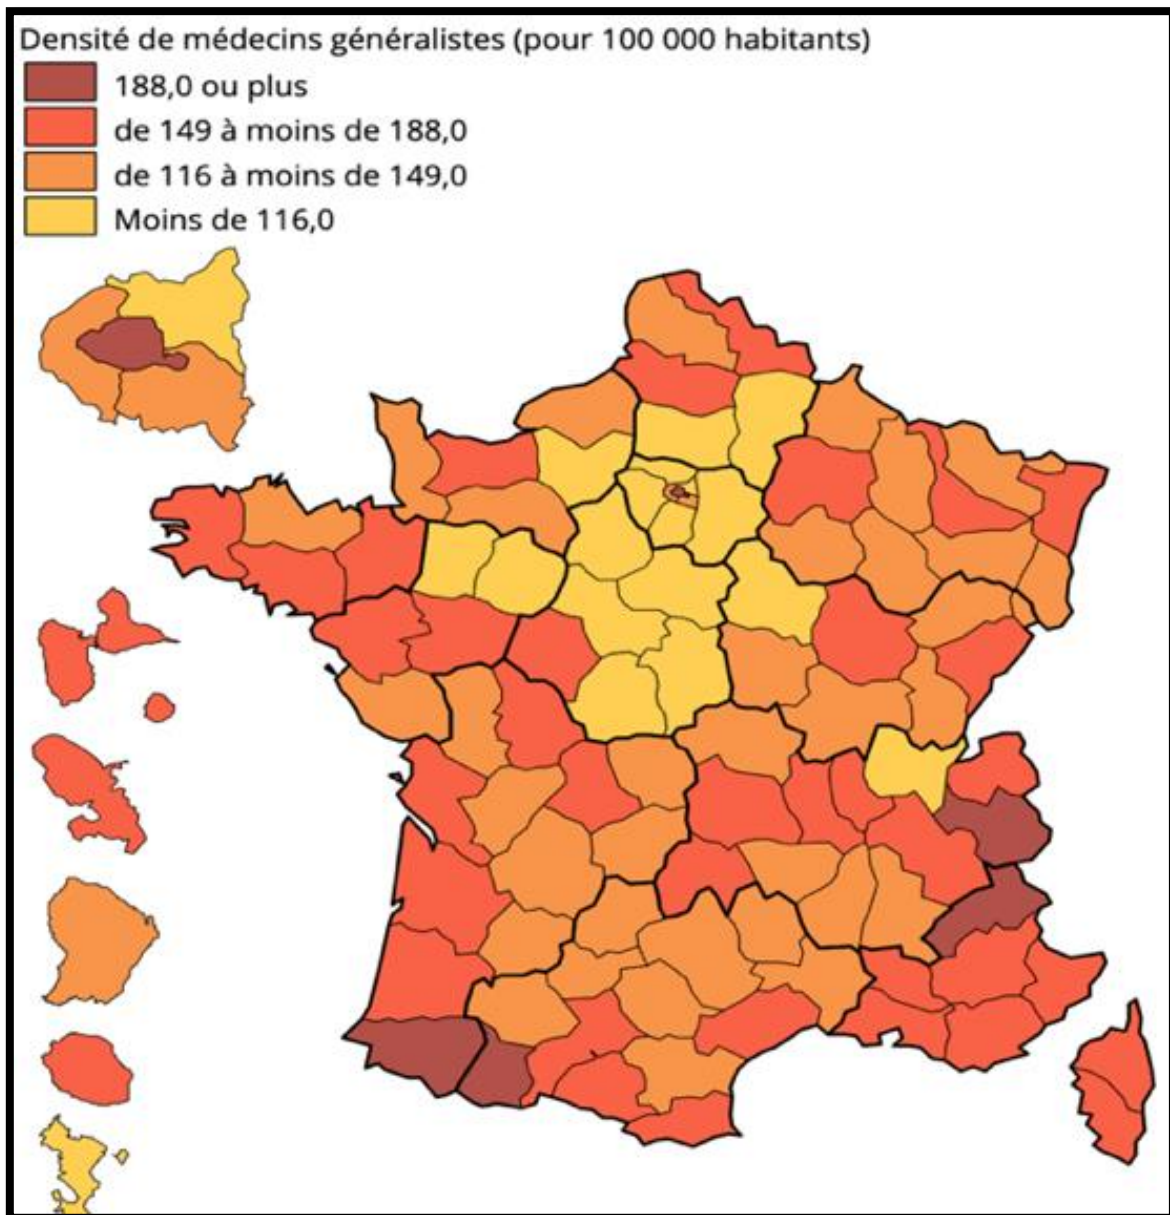 Densité de médecins généralistes (pour 100 000 habitants)
188,0 ou plus
de 149 à moins de 188,0
de 116 à moins de 149,0
Moins de 116,0